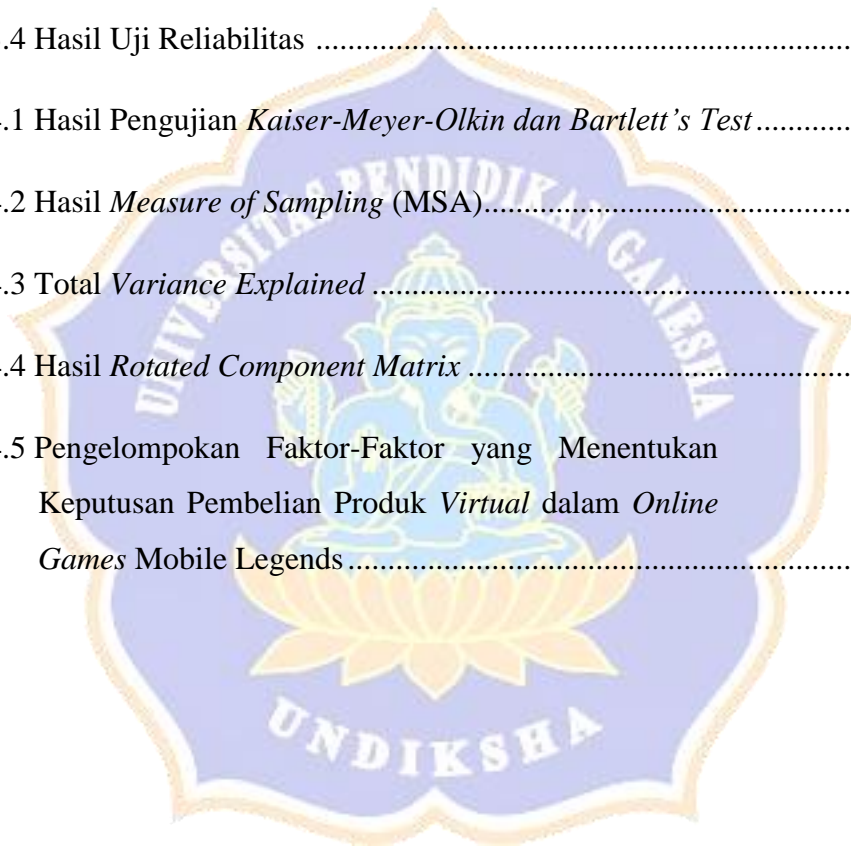 .4 Hasil Uji Reliabilitas ........................................................................
.1 Hasil Pengujian Kaiser-Meyer-Olkin dan Bartlett’s Test ............
.2 Hasil Measure of Sampling (MSA).............................................
.3 Total Variance Explained ...........................................................
.4 Hasil Rotated Component Matrix ...............................................
.5 Pengelompokan Faktor-Faktor yang Menentukan
Keputusan Pembelian Produk Virtual dalam Online
Games Mobile Legends..............................................................
UNIVERSITAS PENDIDIKAN GANESHA
UNDIKSHA